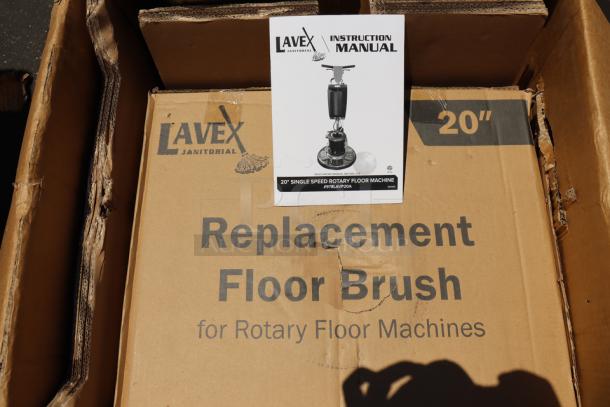 LAVEX
JANITORIAL
INSTRUCTION
MANUAL
20" SINGLE SPEED ROTARY FLOOR MACHINE
LAVEX
JANITORIAL
20"
Replacement
Floor Brush
for Rotary Floor Machines